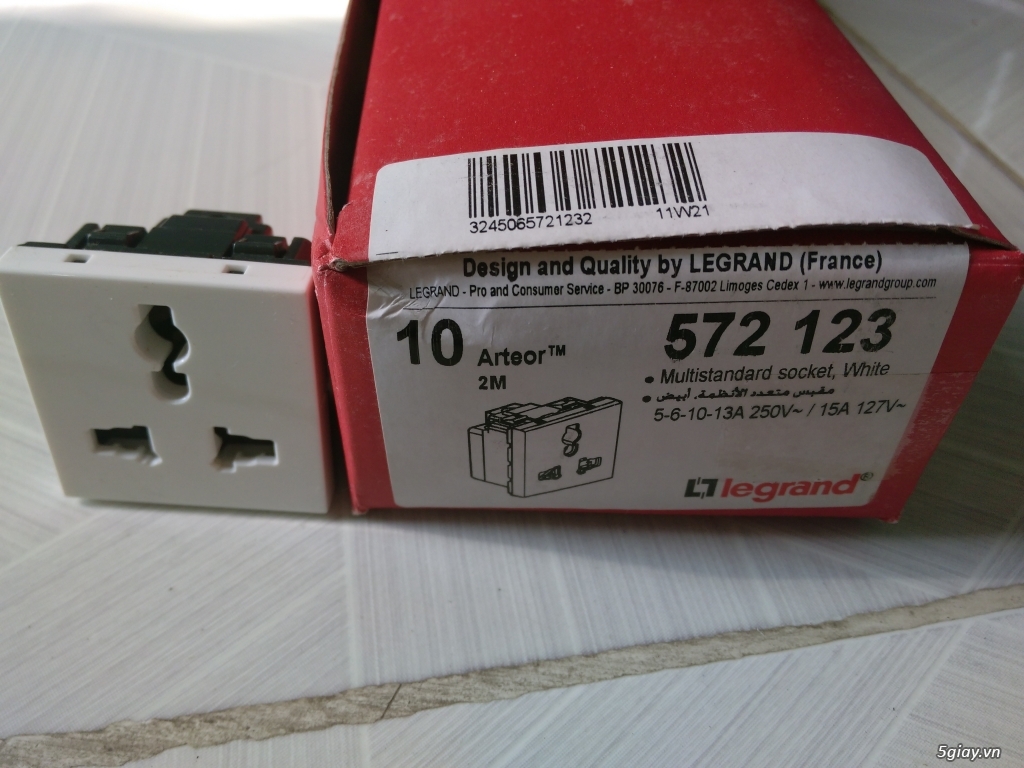 3245065721232 11W21
Design and Quality by LEGRAND (France)
LEGRAND - Pro and Consumer Service - BP 30076 - F-87002 Limoges Cedex 1 - www.legrandgroup.com
10 Arteor™
2M
572 123
• Multistandard socket, White
• مقبس متعدد الأنظمة, أبيض
5-6-10-13A 250V~ / 15A 127V~
legrand®
5giay.vn